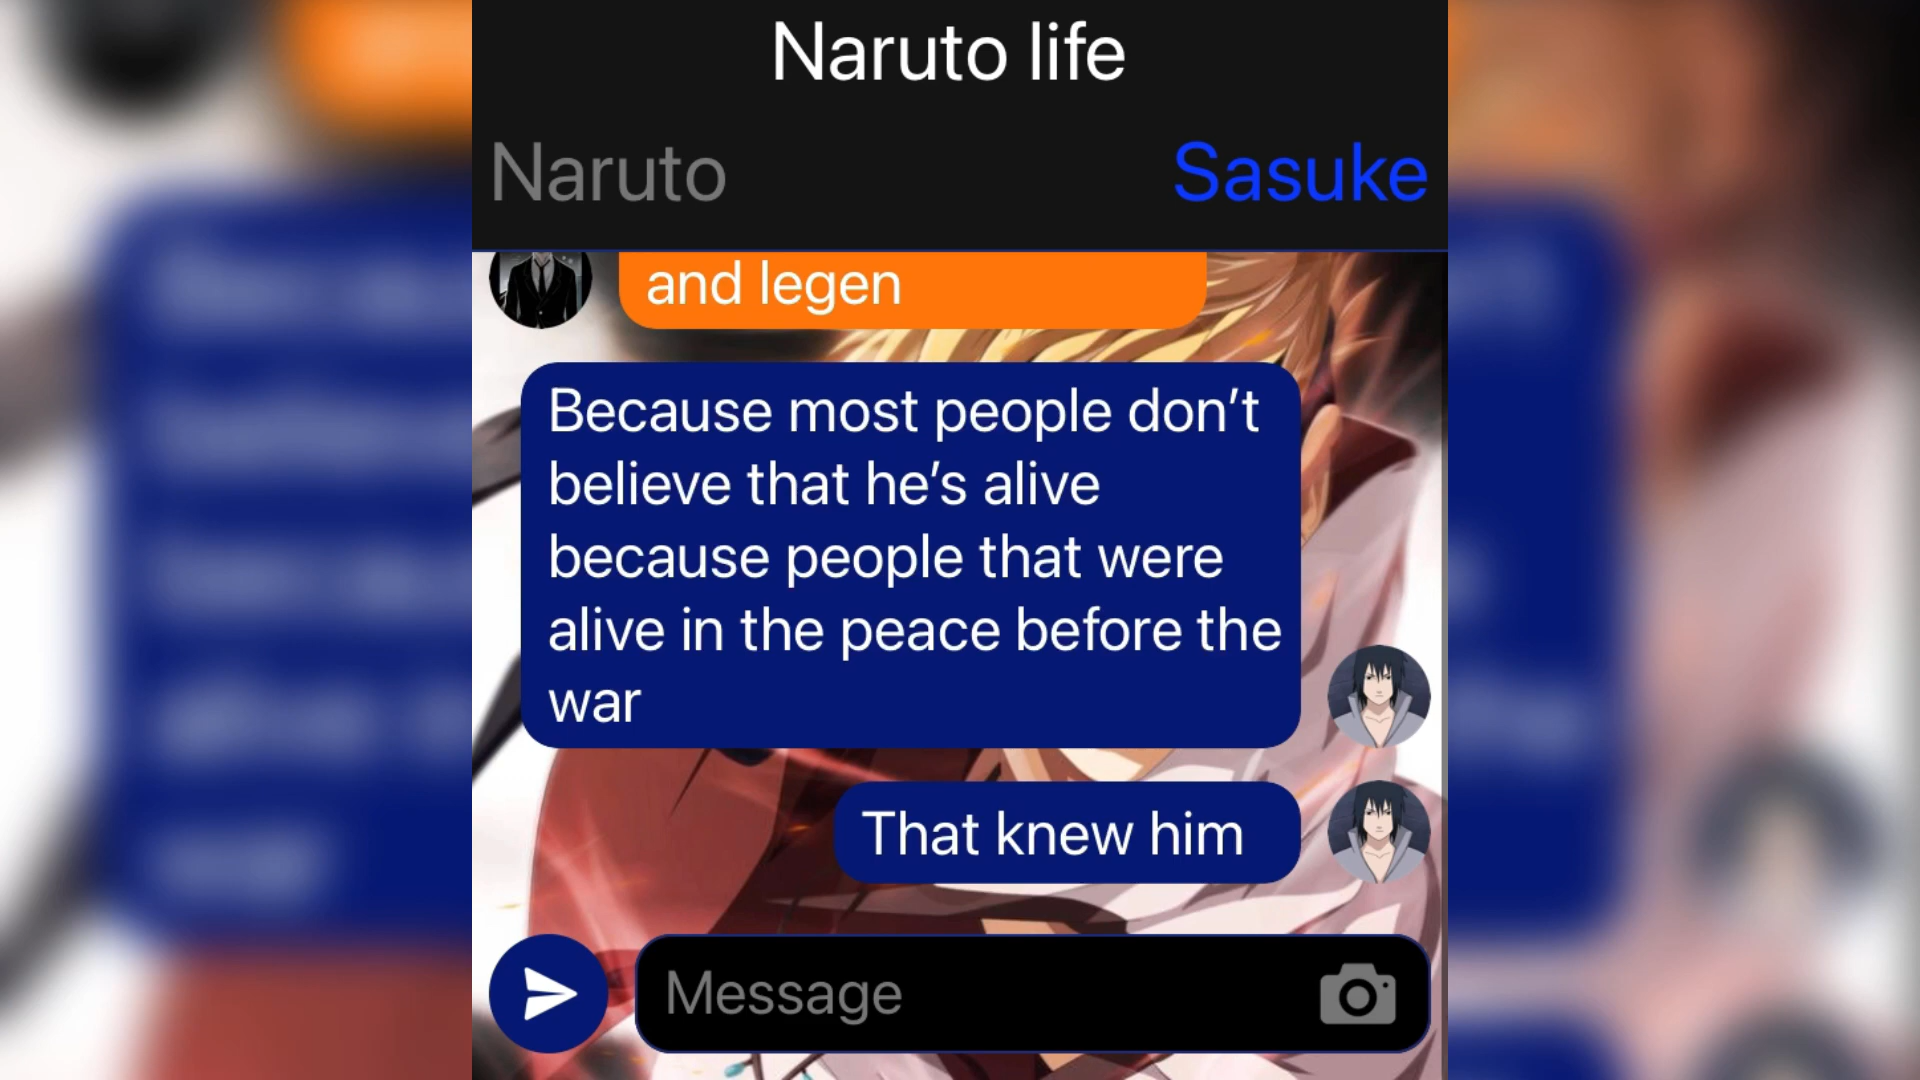 Naruto life
Naruto
Sasuke
and legen
Because most people don’t
believe that he’s alive
because people that were
alive in the peace before the
war
That knew him
Message